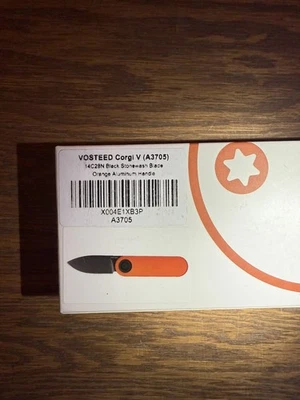 VOSTEED Corgi V (A3705)
14C28N Black Stonewash Blade
Orange Aluminum Handle
X004E1XB3P
A3705